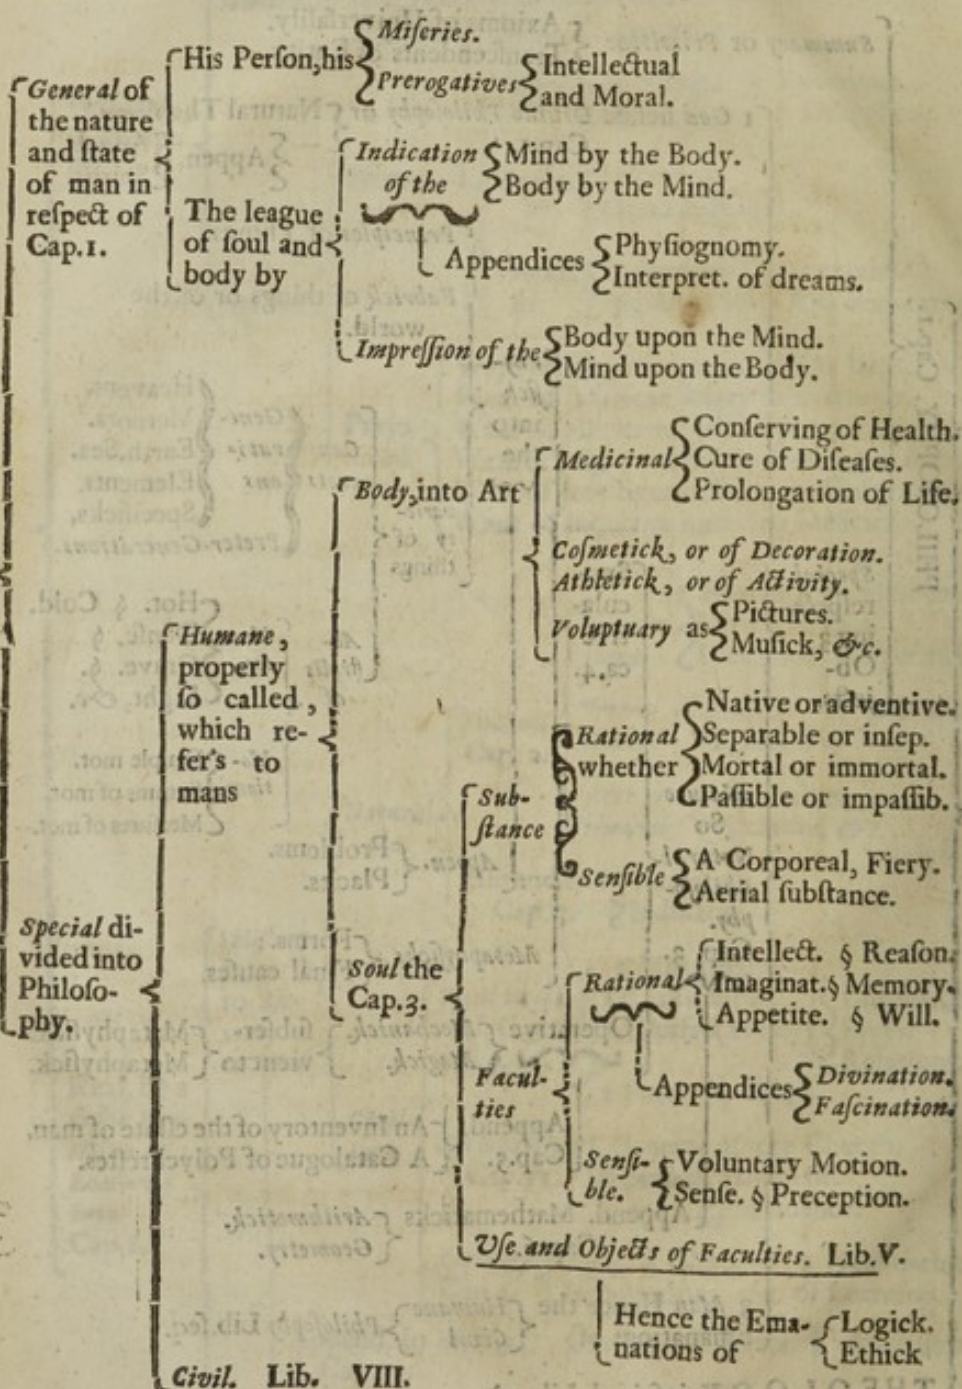 General of
the nature
and ſtate
of man in
reſpect of
Cap.1.
His Perſon,his
Miſeries.
Prerogatives
Intellectual
and Moral.
The league
of ſoul and
body by
Indication
of the
Mind by the Body.
Body by the Mind.
Appendices
Phyſiognomy.
Interpret. of dreams.
Impreſſion of the
Body upon the Mind.
Mind upon the Body.
Special di-
vided into
Philoſo-
phy.
Humane,
properly
ſo called,
which re-
fer's to
mans
Body,into Art
Medicinal
Conſerving of Health.
Cure of Diſeaſes.
Prolongation of Life.
Coſmetick, or of Decoration.
Athletick, or of Activity.
Voluptuary as
Pictures.
Muſick, &c.
Soul the
Cap.3.
Sub-
ſtance
Rational
whether
Native or adventive.
Separable or inſep.
Mortal or immortal.
Paſſible or impaſſib.
Senſible
A Corporeal, Fiery.
Aerial ſubſtance.
Facul-
ties
Rational
Intellect. § Reaſon.
Imaginat.§ Memory.
Appetite. § Will.
Appendices
Divination.
Faſcination.
Senſi-
ble.
Voluntary Motion.
Senſe. § Preception.
Uſe and Objects of Faculties. Lib.V.
Hence the Ema-
nations of
Logick.
Ethick
Civil. Lib. VIII.